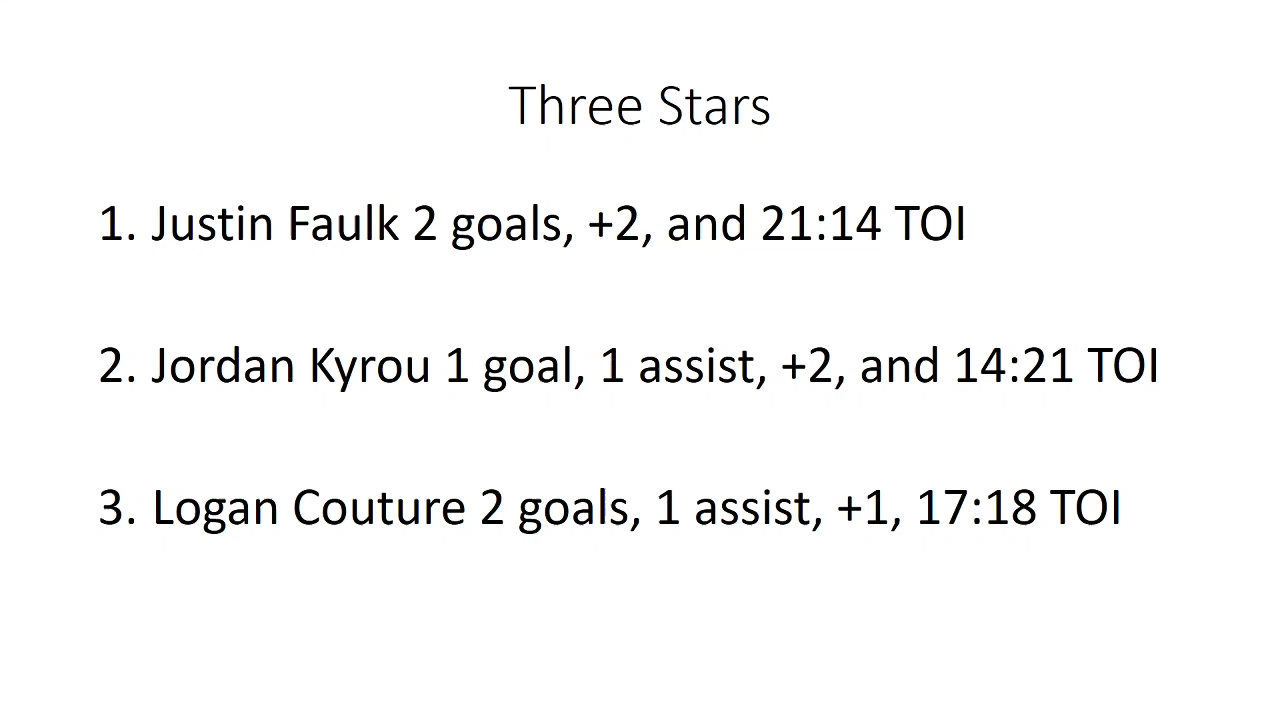 Three Stars
1. Justin Faulk 2 goals, +2, and 21:14 TOI
2. Jordan Kyrou 1 goal, 1 assist, +2, and 14:21 TOI
3. Logan Couture 2 goals, 1 assist, +1, 17:18 TOI